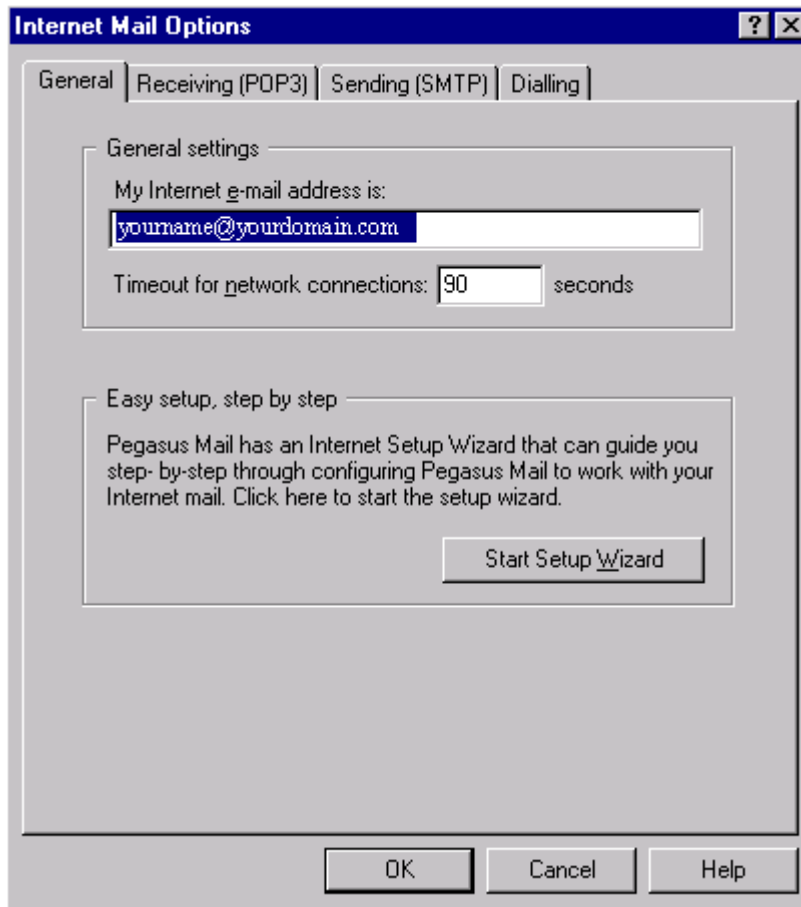 Internet Mail Options
General Receiving (POP3) Sending (SMTP) Dialling
General settings
My Internet e-mail address is:
yourname@yourdomain.com
Timeout for network connections: 90 seconds
Easy setup, step by step
Pegasus Mail has an Internet Setup Wizard that can guide you
step- by-step through configuring Pegasus Mail to work with your
Internet mail. Click here to start the setup wizard.
Start Setup Wizard
OK Cancel Help